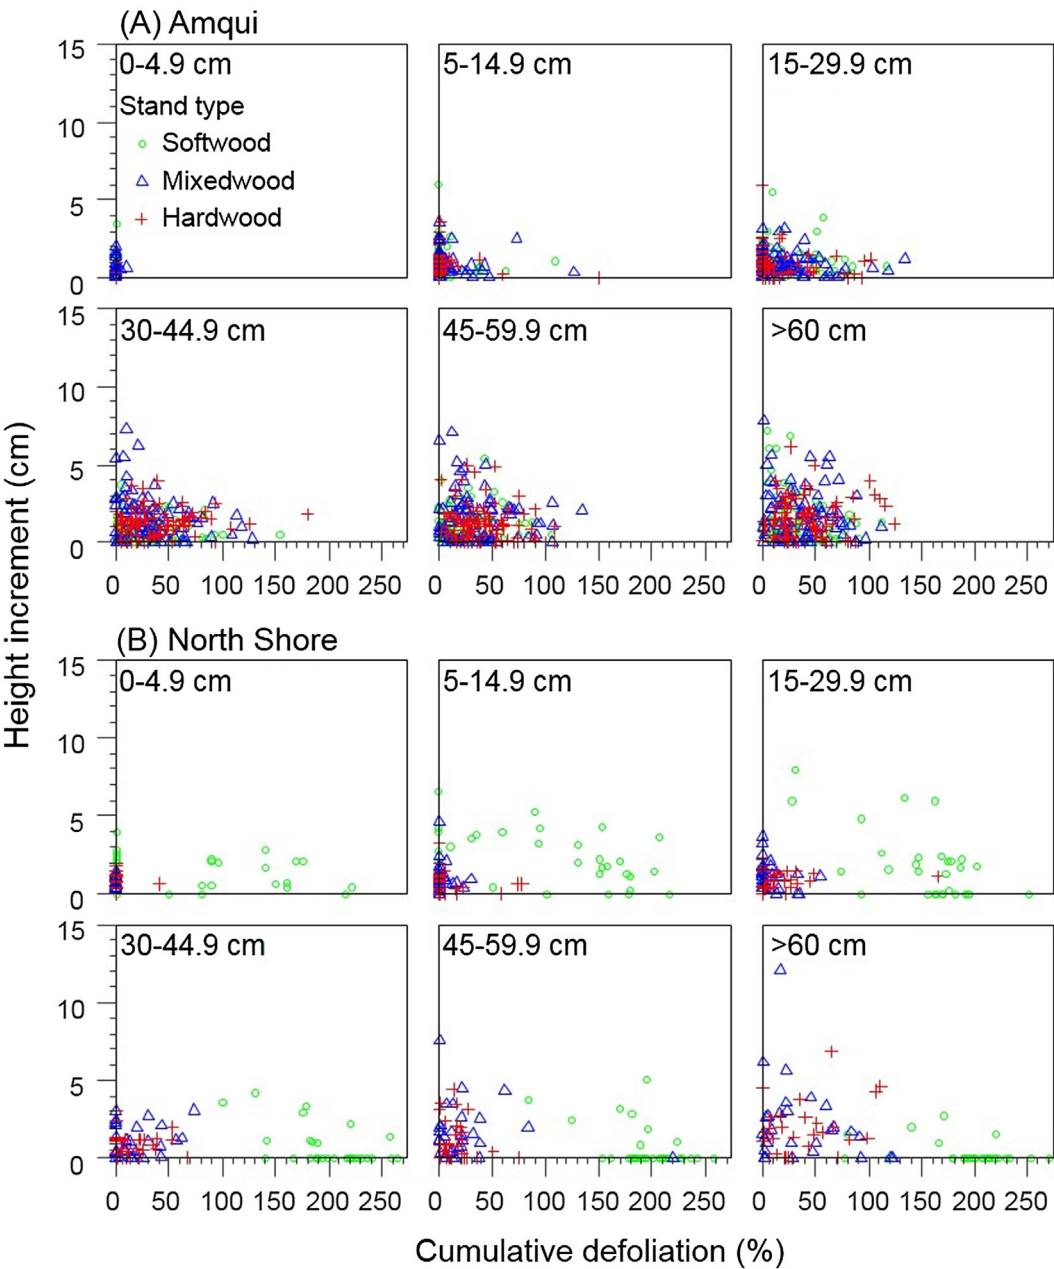 (A) Amqui
15
10
5
0
0-4.9 cm
Stand type
Softwood
Mixedwood
Hardwood
5-14.9 cm
15-29.9 cm
15
10
5
0
30-44.9 cm
45-59.9 cm
>60 cm
0 50 100 150 200 250
0 50 100 150 200 250
0 50 100 150 200 250
Height increment (cm)
(B) North Shore
15
10
5
0
0-4.9 cm
5-14.9 cm
15-29.9 cm
15
10
5
0
30-44.9 cm
45-59.9 cm
>60 cm
0 50 100 150 200 250
0 50 100 150 200 250
0 50 100 150 200 250
Cumulative defoliation (%)